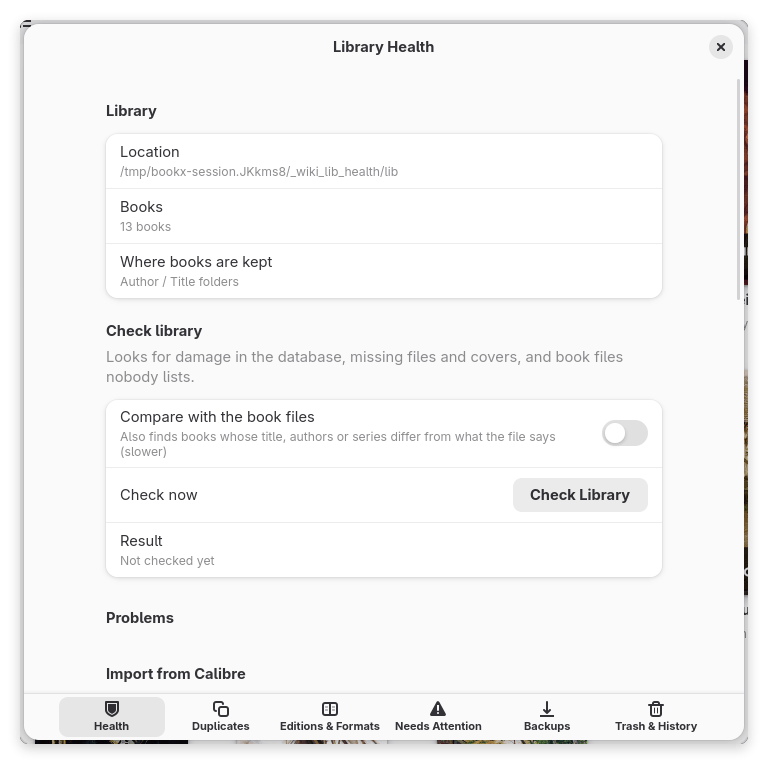 Library Health
Library
Location
/tmp/bookx-session.JKkms8/_wiki_lib_health/lib
Books
13 books
Where books are kept
Author / Title folders
Check library
Looks for damage in the database, missing files and covers, and book files
nobody lists.
Compare with the book files
Also finds books whose title, authors or series differ from what the file says
(slower)
Check now
Check Library
Result
Not checked yet
Problems
Import from Calibre
Health
Duplicates
Editions & Formats
Needs Attention
Backups
Trash & History